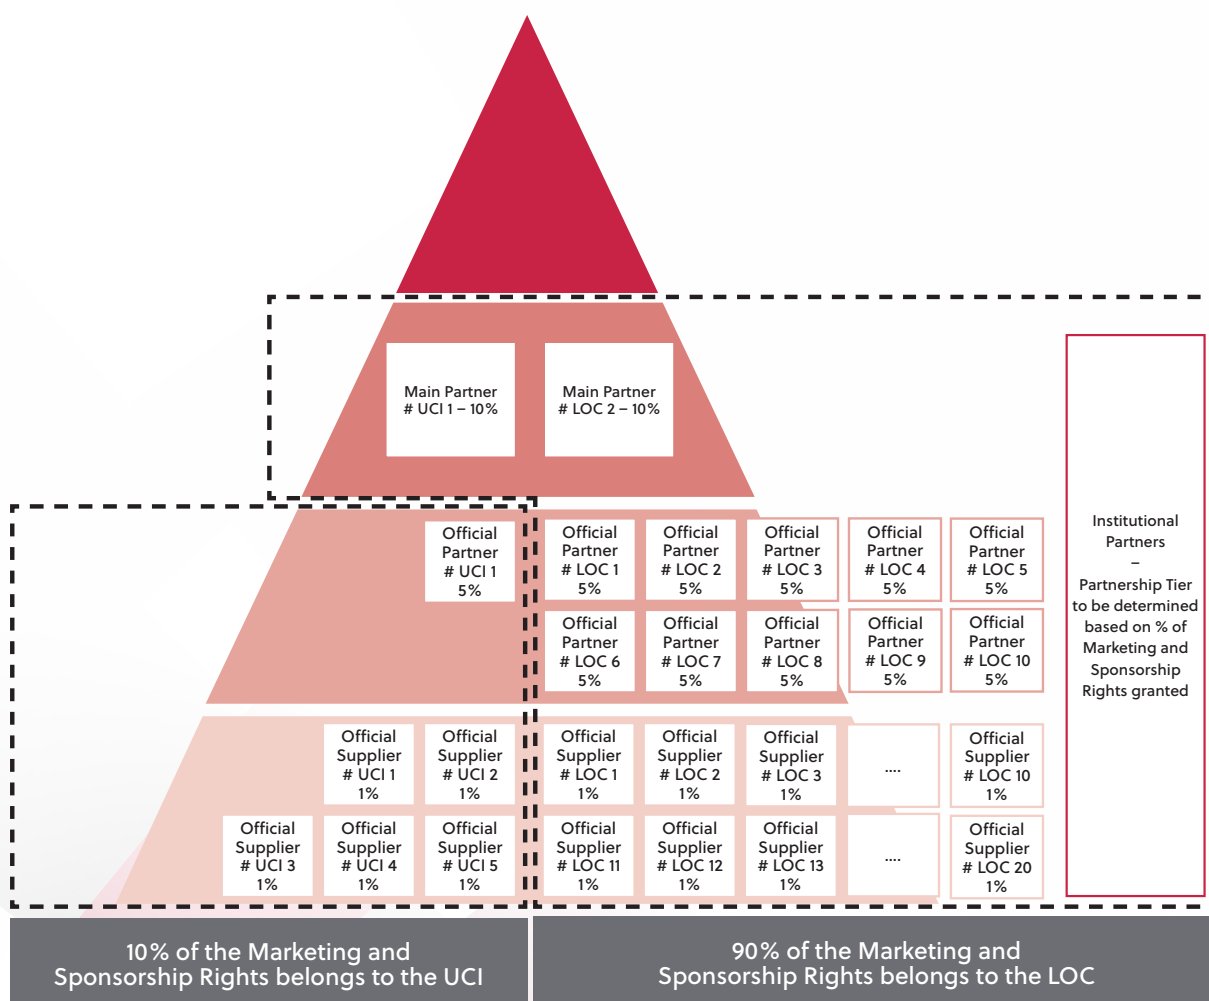 Main Partner
# UCI 1 – 10%
Main Partner
# LOC 2 – 10%
Official
Partner
# UCI 1
5%
Official
Partner
# LOC 1
5%
Official
Partner
# LOC 2
5%
Official
Partner
# LOC 3
5%
Official
Partner
# LOC 4
5%
Official
Partner
# LOC 5
5%
Official
Partner
# LOC 6
5%
Official
Partner
# LOC 7
5%
Official
Partner
# LOC 8
5%
Official
Partner
# LOC 9
5%
Official
Partner
# LOC 10
5%
Official
Supplier
# UCI 1
1%
Official
Supplier
# UCI 2
1%
Official
Supplier
# LOC 1
1%
Official
Supplier
# LOC 2
1%
Official
Supplier
# LOC 3
1%
....
Official
Supplier
# LOC 10
1%
Official
Supplier
# UCI 3
1%
Official
Supplier
# UCI 4
1%
Official
Supplier
# UCI 5
1%
Official
Supplier
# LOC 11
1%
Official
Supplier
# LOC 12
1%
Official
Supplier
# LOC 13
1%
....
Official
Supplier
# LOC 20
1%
Institutional
Partners
–
Partnership Tier
to be determined
based on % of
Marketing and
Sponsorship
Rights granted
10% of the Marketing and
Sponsorship Rights belongs to the UCI
90% of the Marketing and
Sponsorship Rights belongs to the LOC